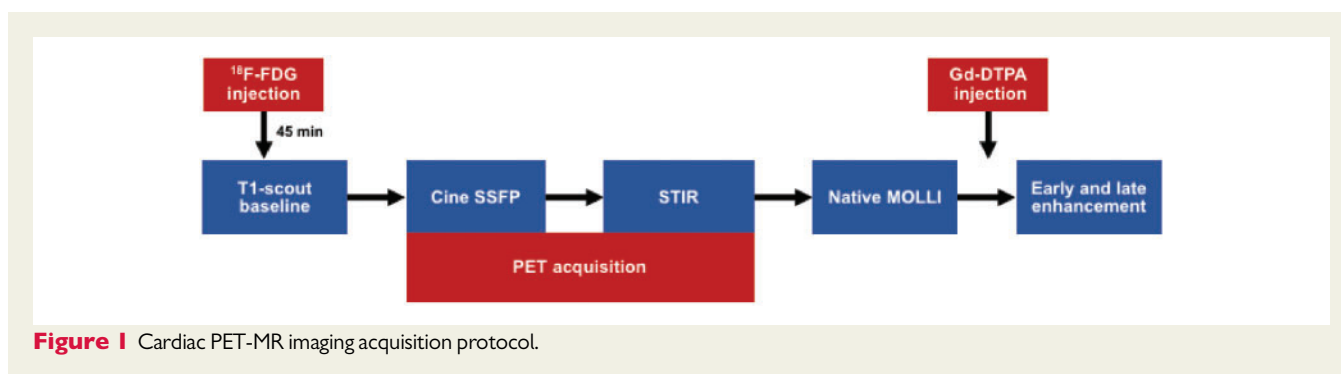 ¹⁸F-FDG
injection
45 min
Gd-DTPA
injection
T1-scout
baseline
Cine SSFP
STIR
Native MOLLI
Early and late
enhancement
PET acquisition
Figure 1 Cardiac PET-MR imaging acquisition protocol.